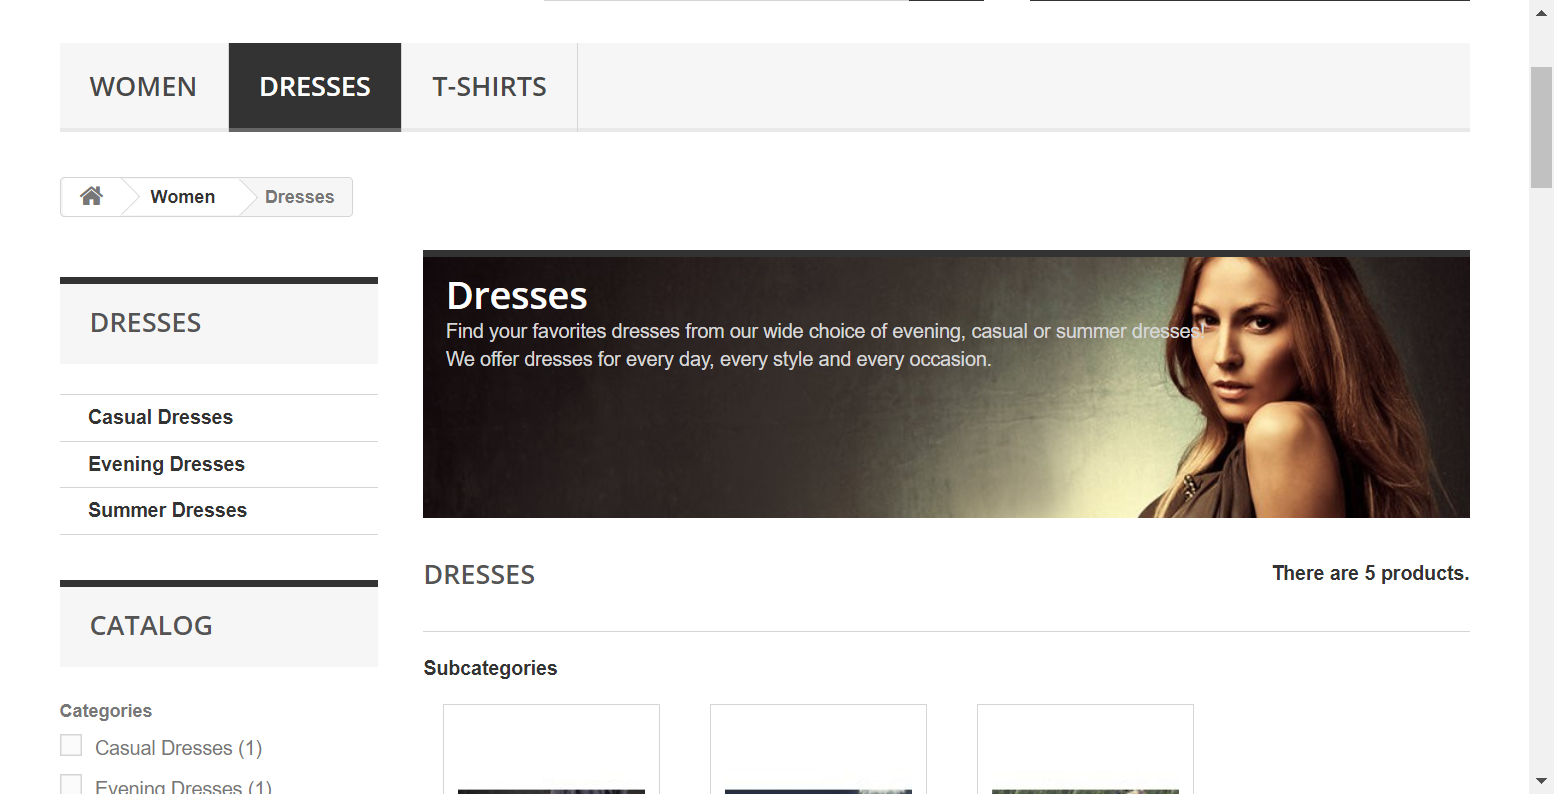 WOMEN
DRESSES
T-SHIRTS
Women
Dresses
DRESSES
Casual Dresses
Evening Dresses
Summer Dresses
CATALOG
Categories
Casual Dresses (1)
Evening Dresses (1)
Dresses
Find your favorites dresses from our wide choice of evening, casual or summer dresses!
We offer dresses for every day, every style and every occasion.
DRESSES
There are 5 products.
Subcategories